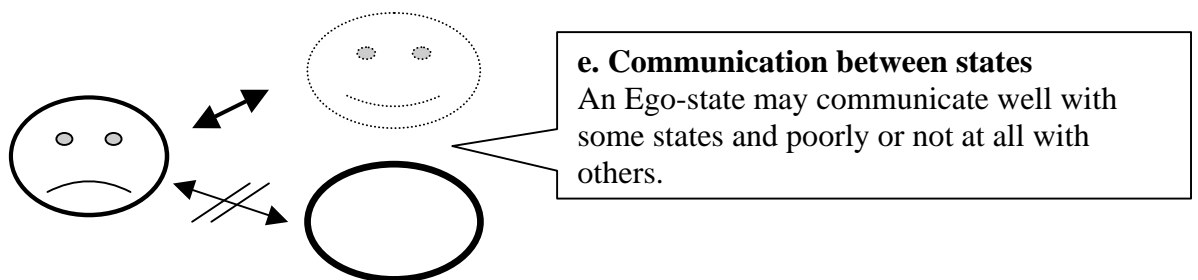 e. Communication between states
An Ego-state may communicate well with
some states and poorly or not at all with
others.